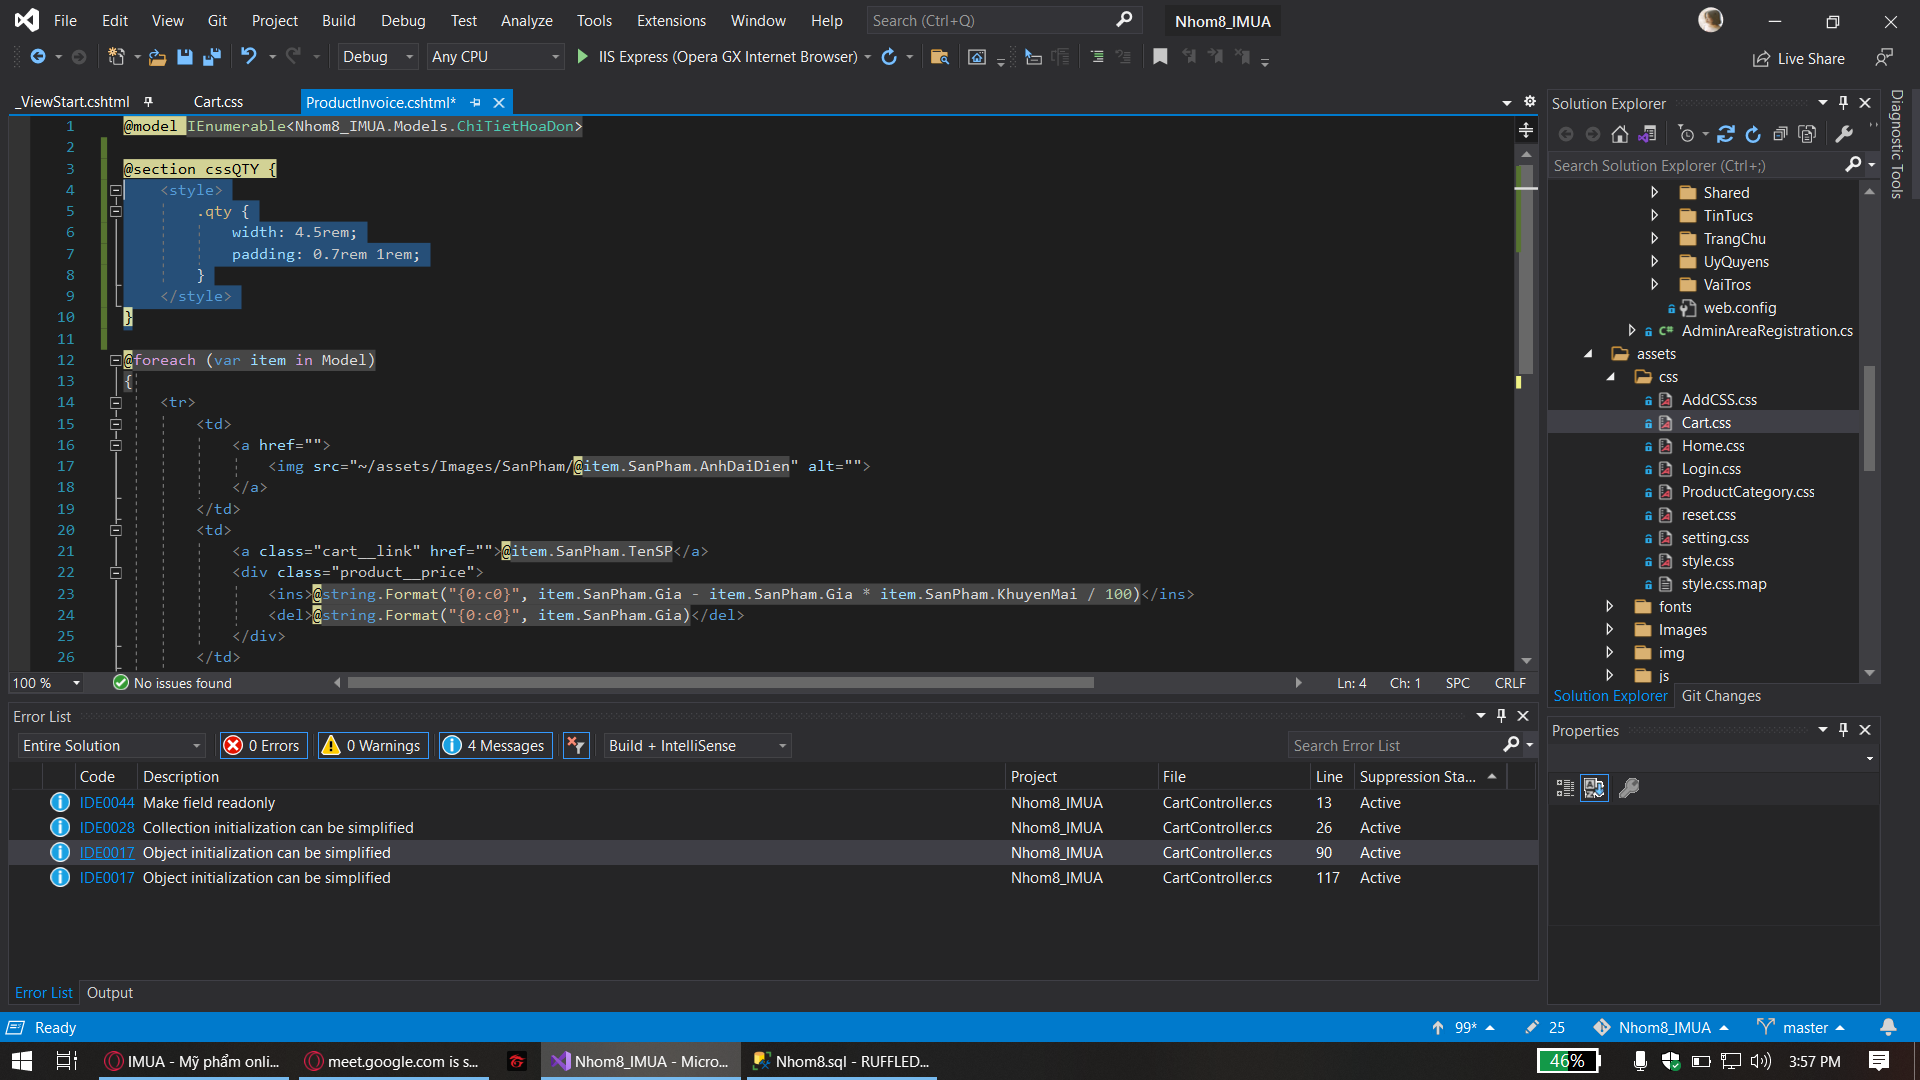 File Edit View Git Project Build Debug Test Analyze Tools Extensions Window Help Search (Ctrl+Q) Nhom8_IMUA
Debug Any CPU IIS Express (Opera GX Internet Browser) Live Share
_ViewStart.cshtml Cart.css ProductInvoice.cshtml*
1 @model IEnumerable<Nhom8_IMUA.Models.ChiTietHoaDon>
2
3 @section cssQTY {
4 <style>
5 .qty {
6 width: 4.5rem;
7 padding: 0.7rem 1rem;
8 }
9 </style>
10 }
11
12 @foreach (var item in Model)
13 {
14 <tr>
15 <td>
16 <a href="">
17 <img src="~/assets/Images/SanPham/@item.SanPham.AnhDaiDien" alt="">
18 </a>
19 </td>
20 <td>
21 <a class="cart__link" href="">@item.SanPham.TenSP</a>
22 <div class="product__price">
23 <ins>@string.Format("{0:c0}", item.SanPham.Gia - item.SanPham.Gia * item.SanPham.KhuyenMai / 100)</ins>
24 <del>@string.Format("{0:c0}", item.SanPham.Gia)</del>
25 </div>
26 </td>
100 % No issues found Ln: 4 Ch: 1 SPC CRLF
Solution Explorer
Search Solution Explorer (Ctrl+;)
Shared
TinTucs
TrangChu
UyQuyens
VaiTros
web.config
C# AdminAreaRegistration.cs
assets
css
AddCSS.css
Cart.css
Home.css
Login.css
ProductCategory.css
reset.css
setting.css
style.css
style.css.map
fonts
Images
img
js
Solution Explorer Git Changes
Diagnostic Tools
Error List
Entire Solution 0 Errors 0 Warnings 4 Messages Build + IntelliSense Search Error List
Code Description Project File Line Suppression Sta...
IDE0044 Make field readonly Nhom8_IMUA CartController.cs 13 Active
IDE0028 Collection initialization can be simplified Nhom8_IMUA CartController.cs 26 Active
IDE0017 Object initialization can be simplified Nhom8_IMUA CartController.cs 90 Active
IDE0017 Object initialization can be simplified Nhom8_IMUA CartController.cs 117 Active
Error List Output
Properties
Ready 99* 25 Nhom8_IMUA master
IMUA - Mỹ phẩm onli... meet.google.com is s... Nhom8_IMUA - Micro... Nhom8.sql - RUFFLED... 46% 3:57 PM